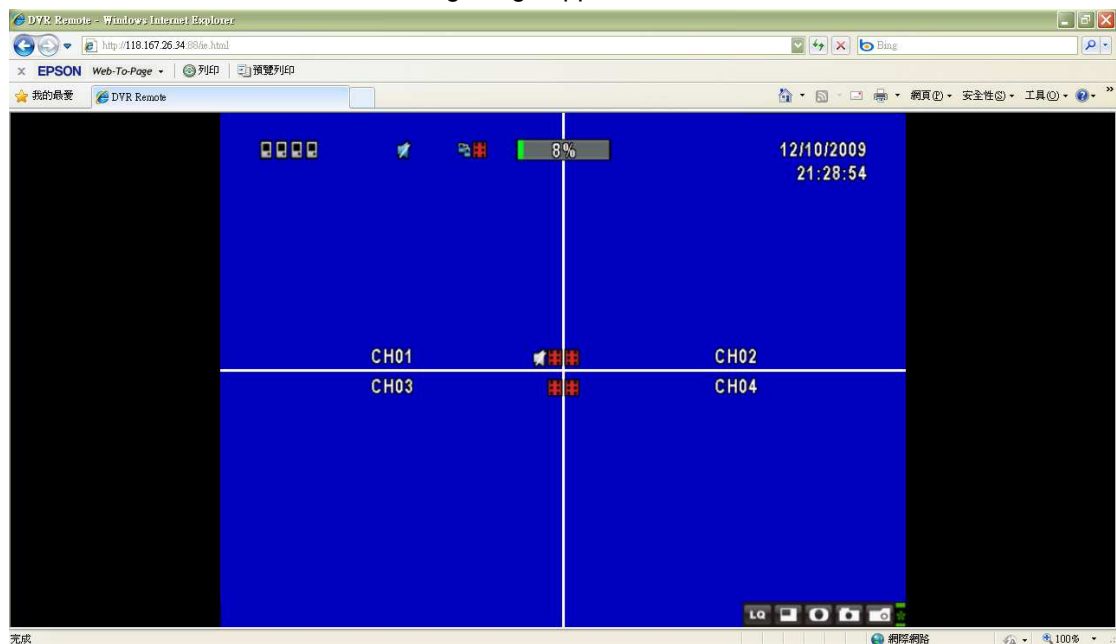 DVR Remote - Windows Internet Explorer
http://118.167.26.34:88/ie.html
Bing
x EPSON Web-To-Page 列印 預覽列印
我的最愛 DVR Remote 網頁(P) 安全性(S) 工具(O) »
8% 12/10/2009
21:28:54
CH01 CH02
CH03 CH04
LQ
完成 網際網路 100%